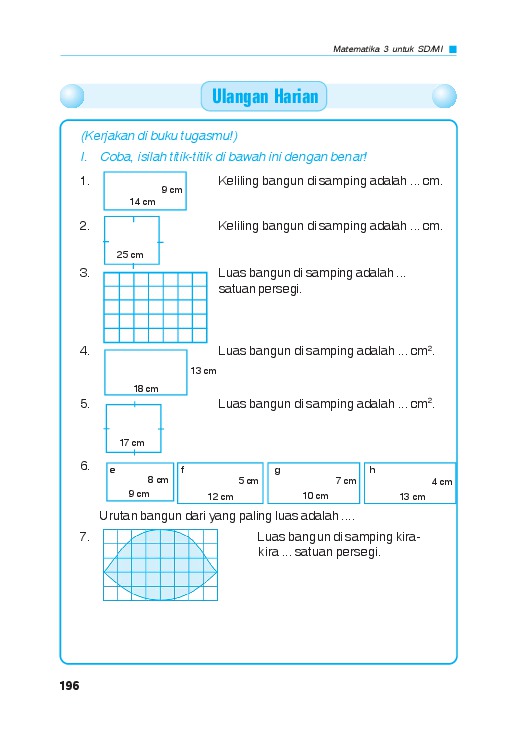 Matematika 3 untuk SD/MI
Ulangan Harian
(Kerjakan di buku tugasmu!)
I. Coba, isilah titik-titik di bawah ini dengan benar!
1. 9 cm 14 cm Keliling bangun di samping adalah ... cm.
2. 25 cm Keliling bangun di samping adalah ... cm.
3. Luas bangun di samping adalah ...
satuan persegi.
4. 13 cm 18 cm Luas bangun di samping adalah ... cm².
5. 17 cm Luas bangun di samping adalah ... cm².
6. e 8 cm 9 cm f 5 cm 12 cm g 7 cm 10 cm h 4 cm 13 cm
Urutan bangun dari yang paling luas adalah ....
7. Luas bangun di samping kira-
kira ... satuan persegi.
196